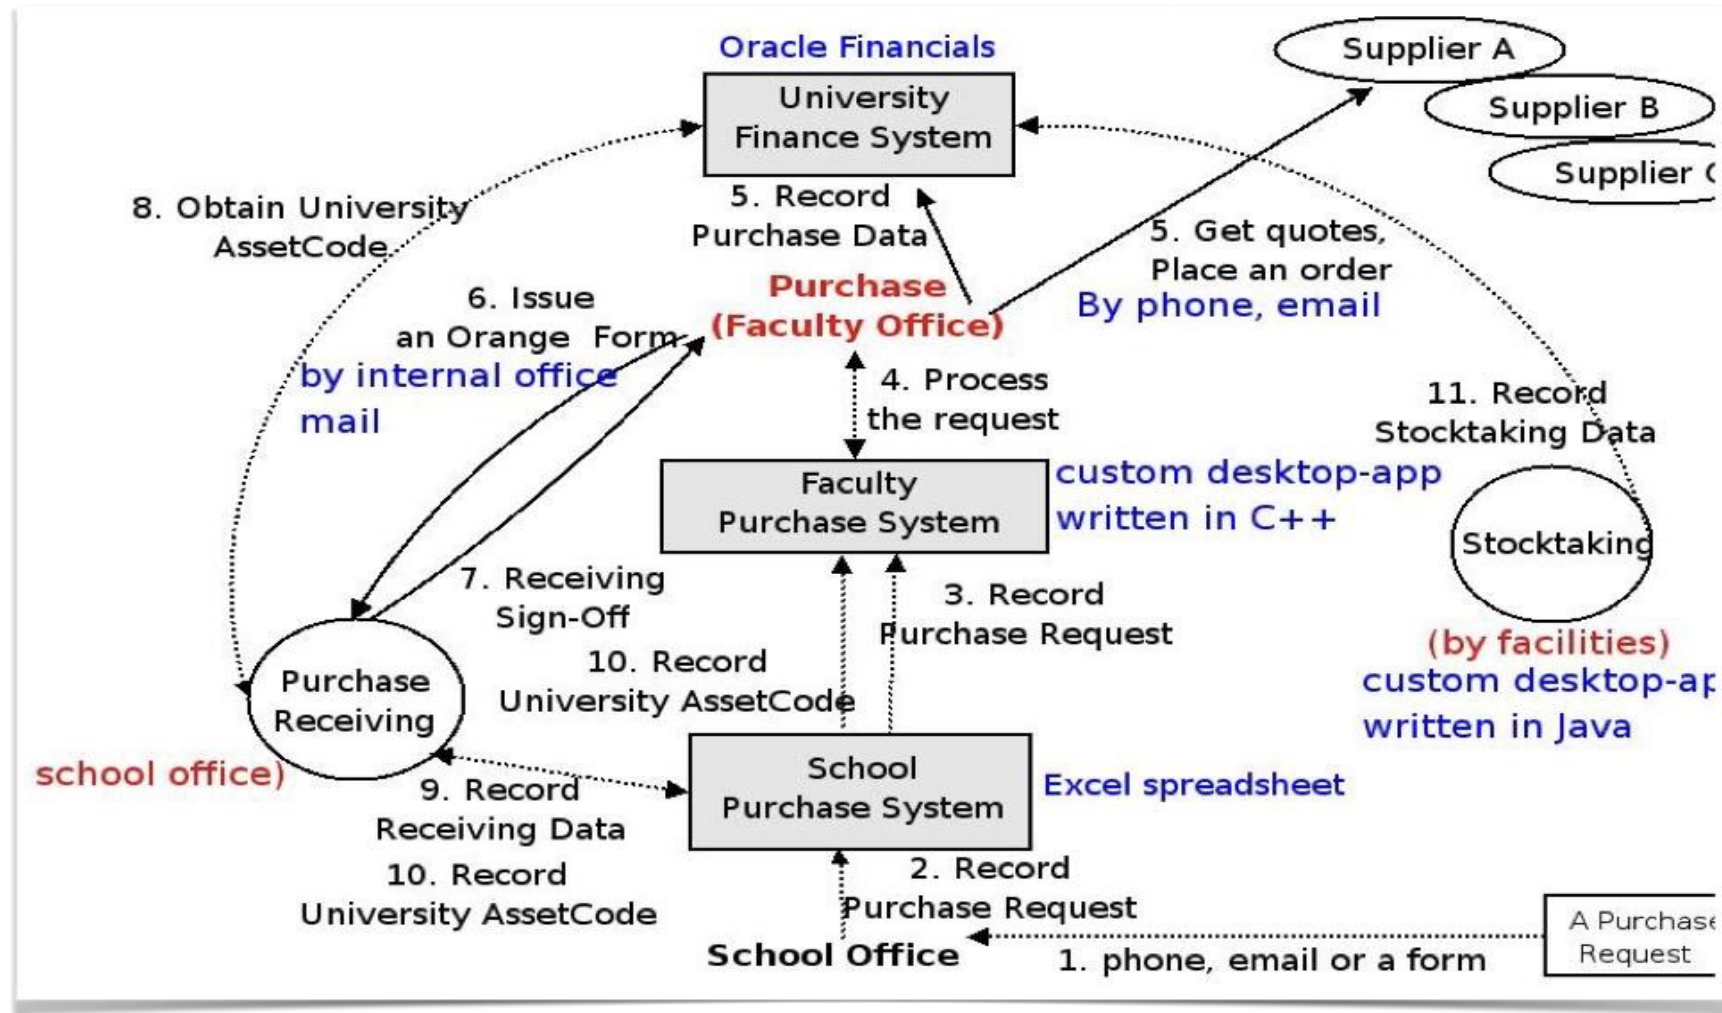 Oracle Financials
University
Finance System
Supplier A
Supplier B
Supplier
8. Obtain University
AssetCode
5. Record
Purchase Data
5. Get quotes,
Place an order
By phone, email
Purchase
(Faculty Office)
6. Issue
an Orange Form
by internal office
mail
4. Process
the request
11. Record
Stocktaking Data
Faculty
Purchase System
custom desktop-app
written in C++
Stocktaking
(by facilities)
custom desktop-ap
written in Java
7. Receiving
Sign-Off
3. Record
Purchase Request
10. Record
University AssetCode
Purchase
Receiving
school office)
School
Purchase System
Excel spreadsheet
9. Record
Receiving Data
10. Record
University AssetCode
2. Record
Purchase Request
School Office
1. phone, email or a form
A Purchase
Request